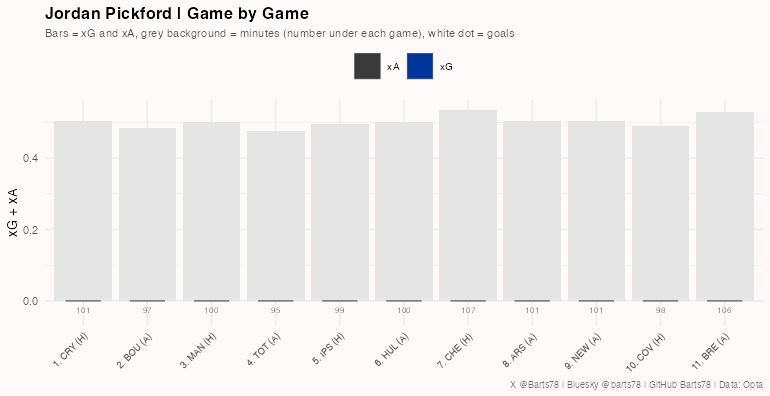 Jordan Pickford | Game by Game
Bars = xG and xA, grey background = minutes (number under each game), white dot = goals
xA xG
xG + xA
0.4
0.2
0.0
101 97 100 95 99 100 107 101 101 98 106
1. CRY (H) 2. BOU (A) 3. MAN (H) 4. TOT (A) 5. IPS (H) 6. HUL (A) 7. CHE (H) 8. ARS (A) 9. NEW (A) 10. COV (H) 11. BRE (A)
X @Barts78 | Bluesky @barts78 | GitHub Barts78 | Data: Opta